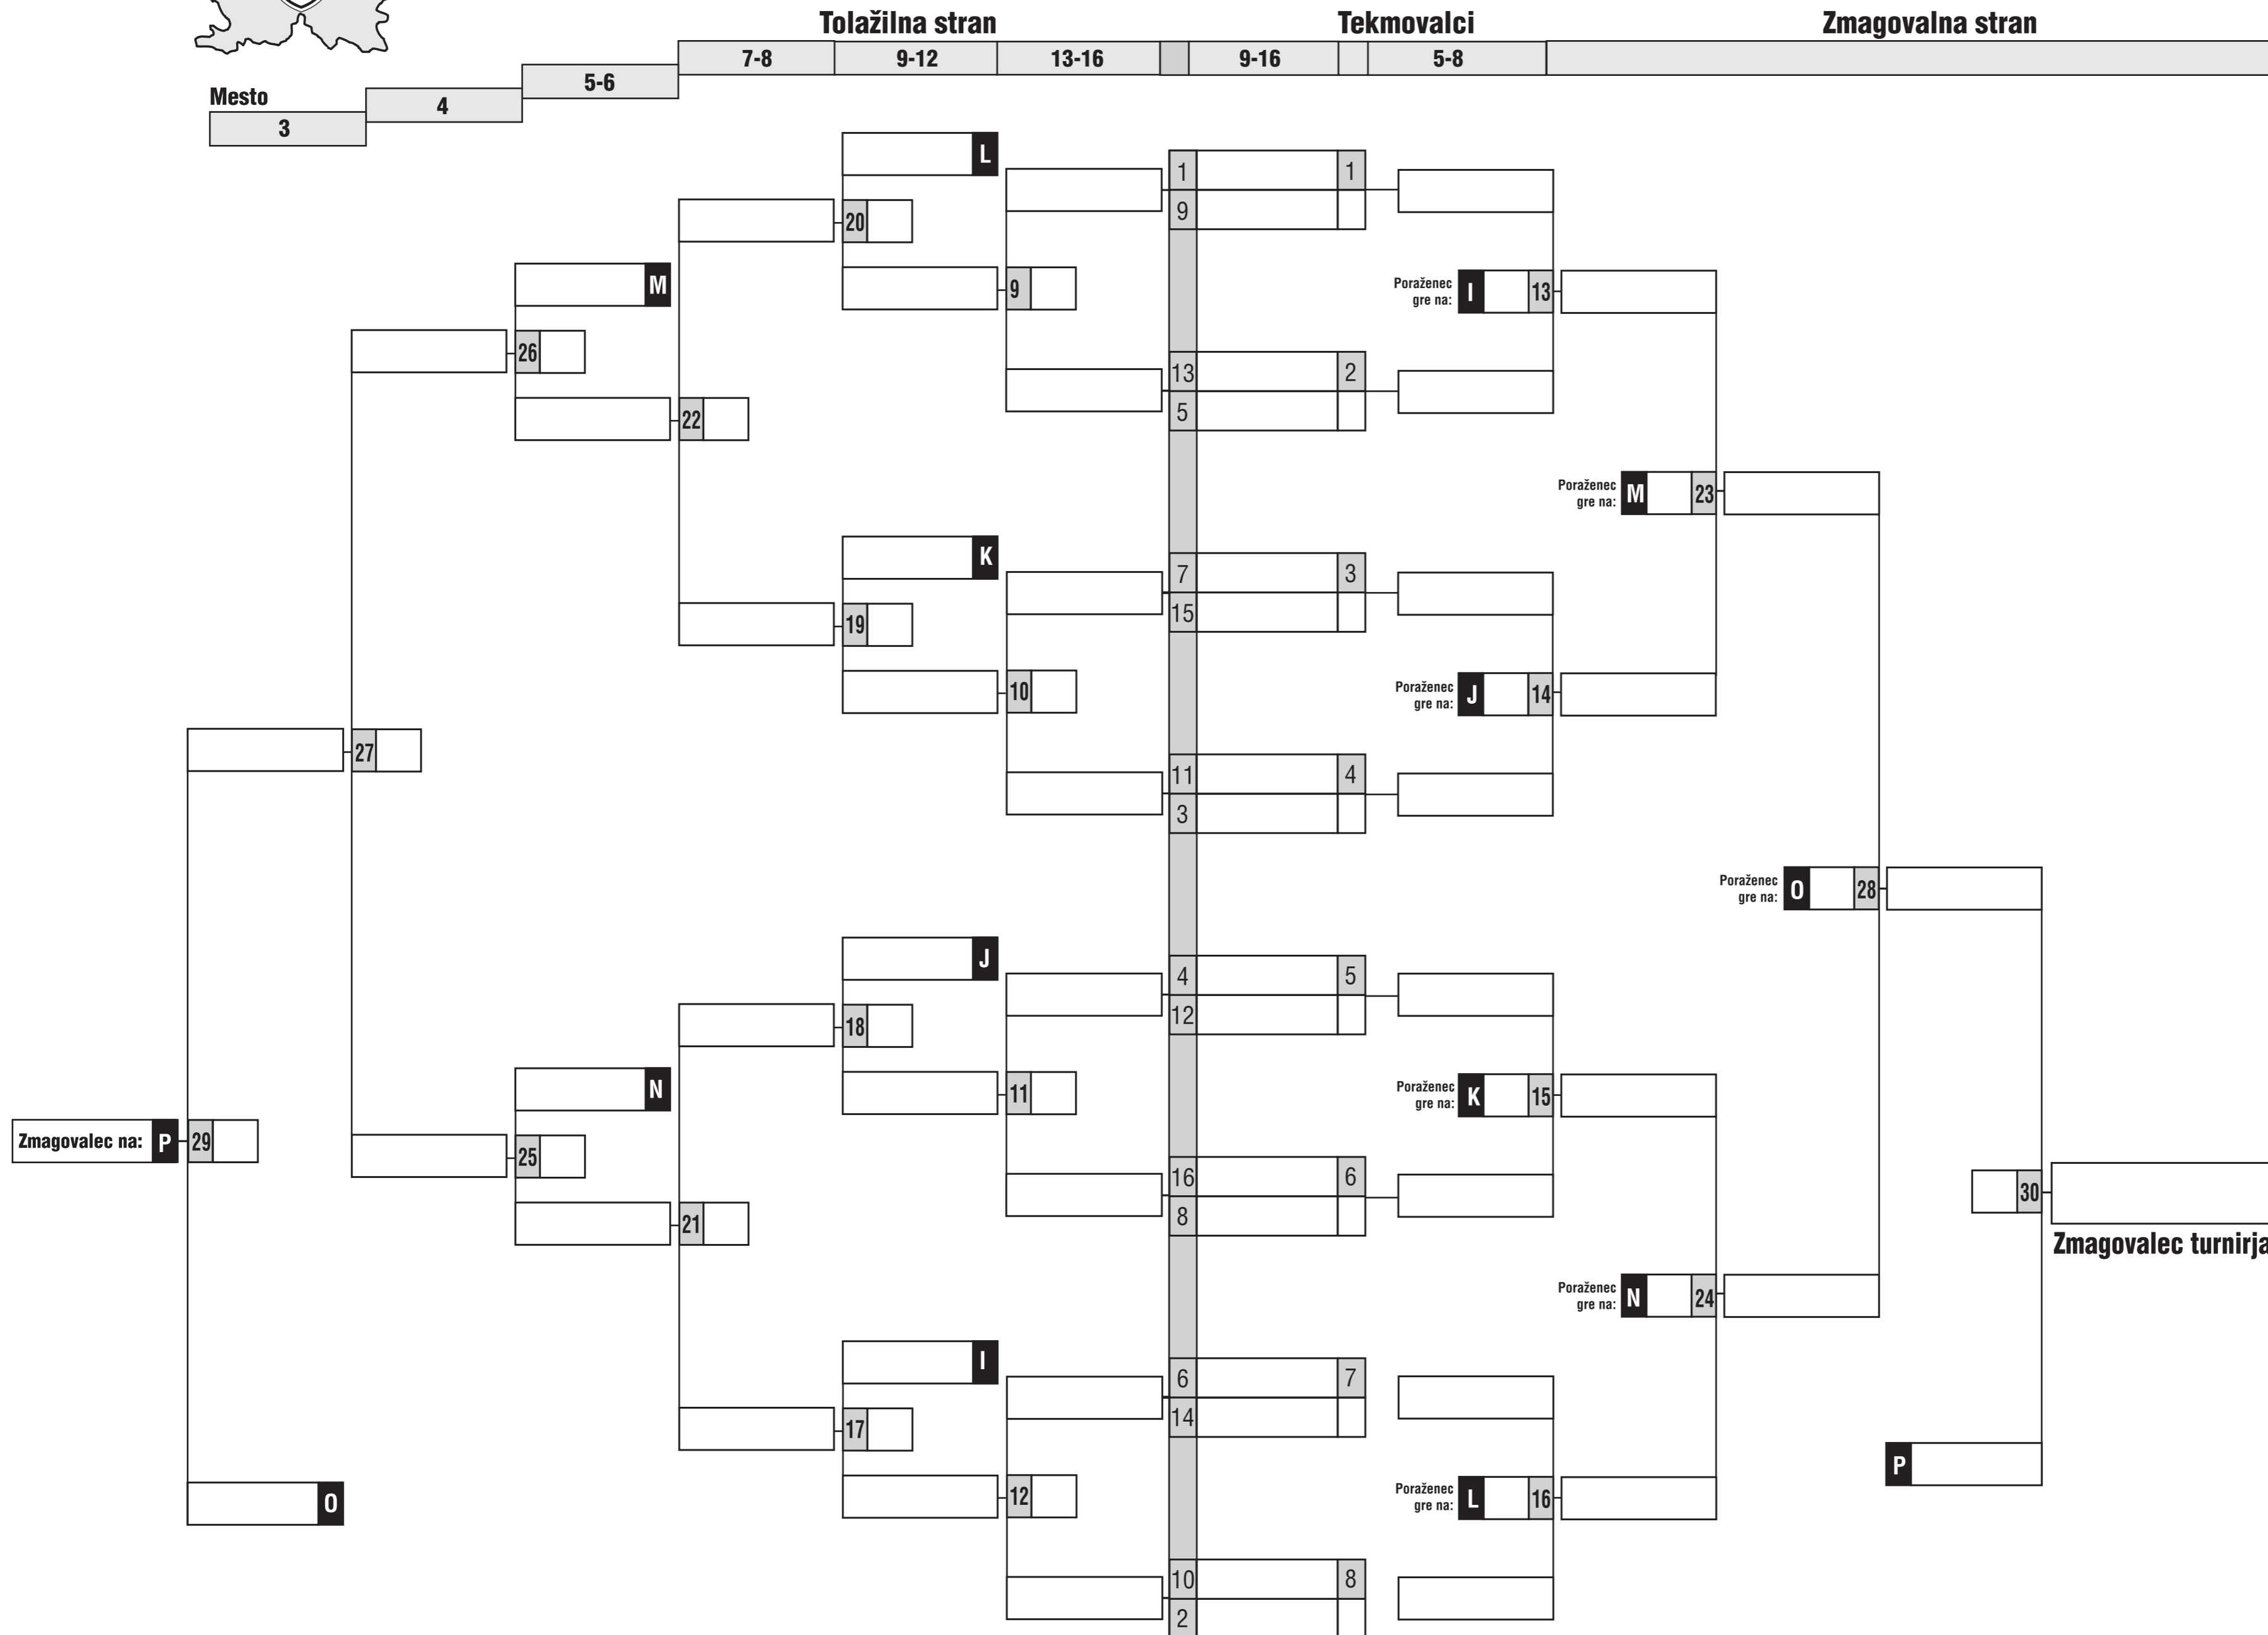 Tolažilna stran Tekmovalci Zmagovalna stran
7-8 9-12 13-16 9-16 5-8
5-6
4
Mesto
3
L
1 1
20
9
M
9
Poraženec
gre na: I 13
26
13 2
22
5
Poraženec
gre na: M 23
K
7 3
19
15
10
Poraženec
gre na: J 14
27
11 4
3
Poraženec
gre na: O 28
J
4 5
18
12
N
11
Poraženec
gre na: K 15
Zmagovalec na: P 29
25
16 6
30
21
8
Zmagovalec turnirja
Poraženec
gre na: N 24
I
6 7
17
14
P
O
12
Poraženec
gre na: L 16
10 8
2